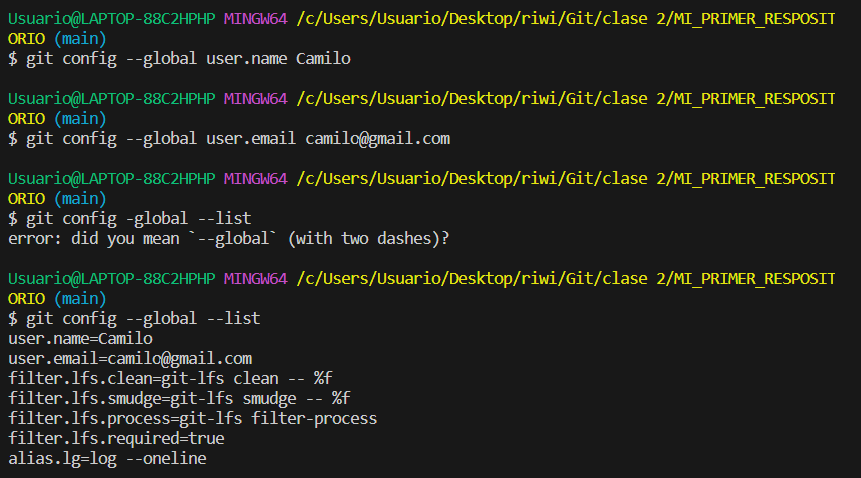 Usuario@LAPTOP-88C2HPHP MINGW64 /c/Users/Usuario/Desktop/riwi/Git/clase 2/MI_PRIMER_RESPOSIT
ORIO (main)
$ git config --global user.name Camilo
Usuario@LAPTOP-88C2HPHP MINGW64 /c/Users/Usuario/Desktop/riwi/Git/clase 2/MI_PRIMER_RESPOSIT
ORIO (main)
$ git config --global user.email camilo@gmail.com
Usuario@LAPTOP-88C2HPHP MINGW64 /c/Users/Usuario/Desktop/riwi/Git/clase 2/MI_PRIMER_RESPOSIT
ORIO (main)
$ git config -global --list
error: did you mean `--global` (with two dashes)?
Usuario@LAPTOP-88C2HPHP MINGW64 /c/Users/Usuario/Desktop/riwi/Git/clase 2/MI_PRIMER_RESPOSIT
ORIO (main)
$ git config --global --list
user.name=Camilo
user.email=camilo@gmail.com
filter.lfs.clean=git-lfs clean -- %f
filter.lfs.smudge=git-lfs smudge -- %f
filter.lfs.process=git-lfs filter-process
filter.lfs.required=true
alias.lg=log --oneline